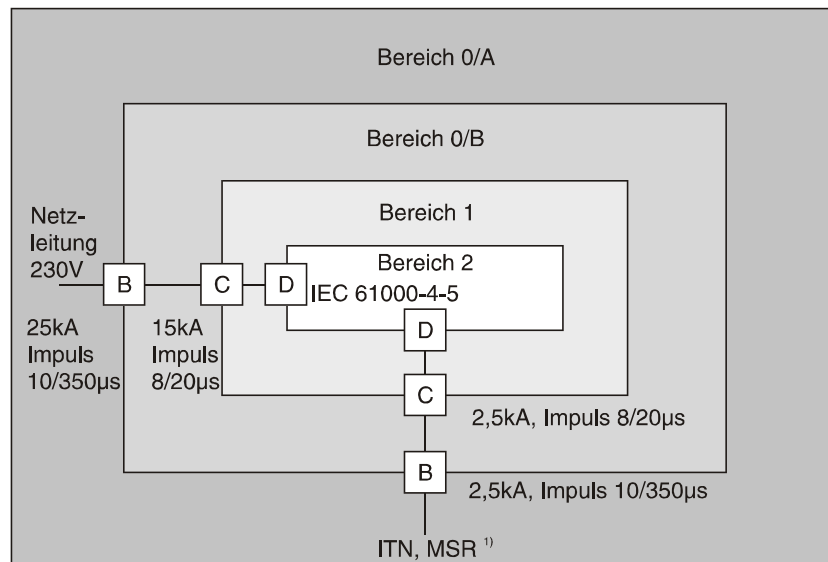 Bereich 0/A
Bereich 0/B
Bereich 1
Bereich 2
IEC 61000-4-5
Netz-
leitung
230V
B
C
D
25kA
Impuls
10/350µs
15kA
Impuls
8/20µs
D
C
2,5kA, Impuls 8/20µs
B
2,5kA, Impuls 10/350µs
ITN, MSR 1)